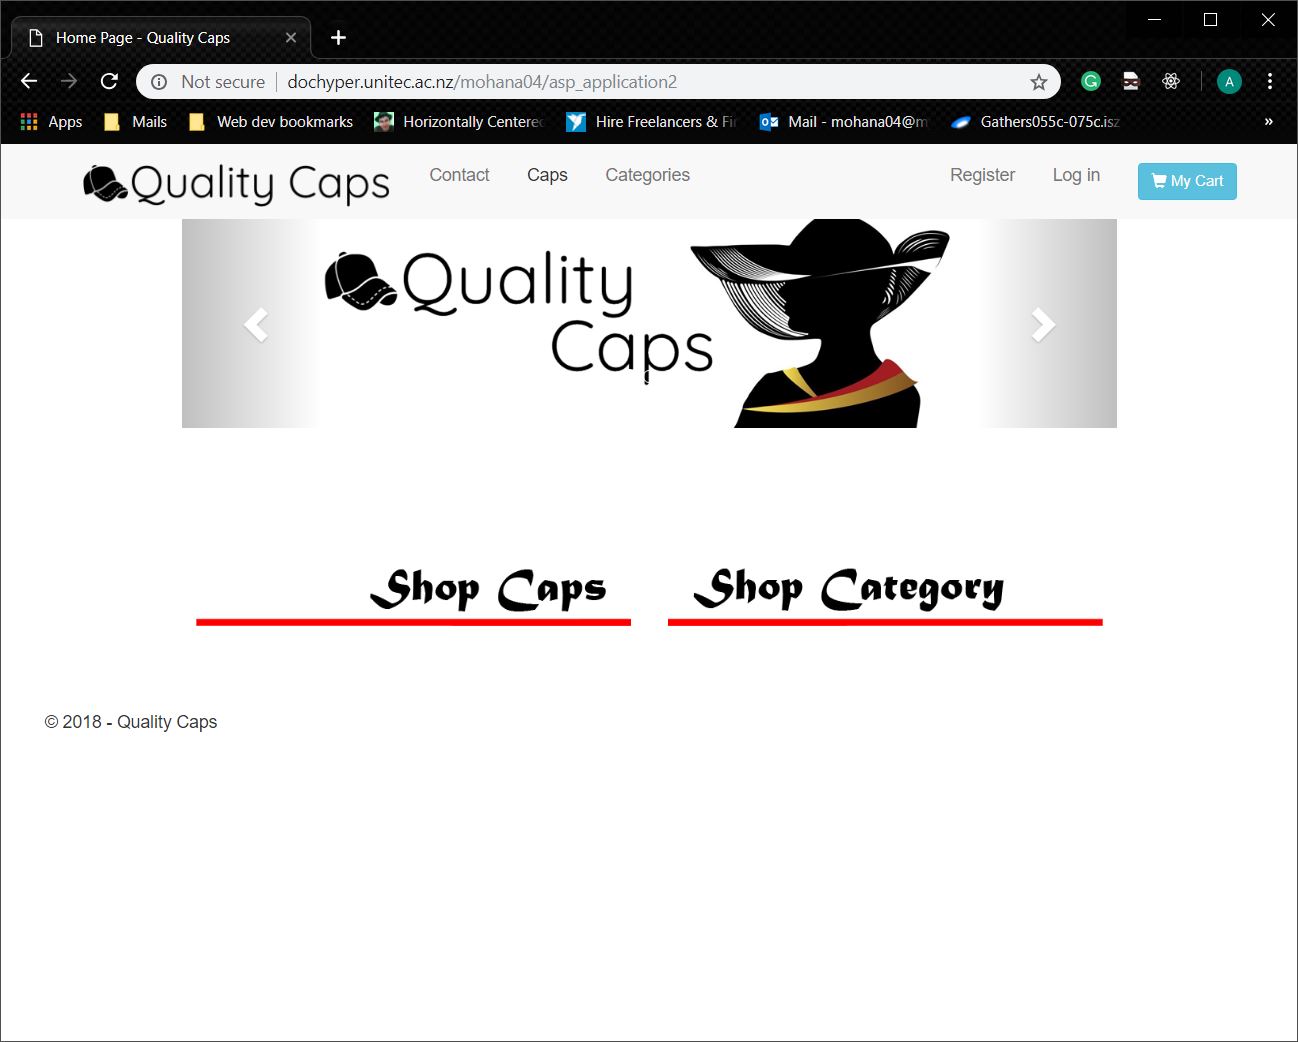 Home Page - Quality Caps
Not secure
dochyper.unitec.ac.nz/mohana04/asp_application2
G
A
Apps
Mails
Web dev bookmarks
Horizontally Centere
Hire Freelancers & Fi
Mail - mohana04@m
Gathers055c-075c.isz
»
Quality Caps
Contact
Caps
Categories
Register
Log in
My Cart
Quality
Caps
Shop Caps
Shop Category
© 2018 - Quality Caps